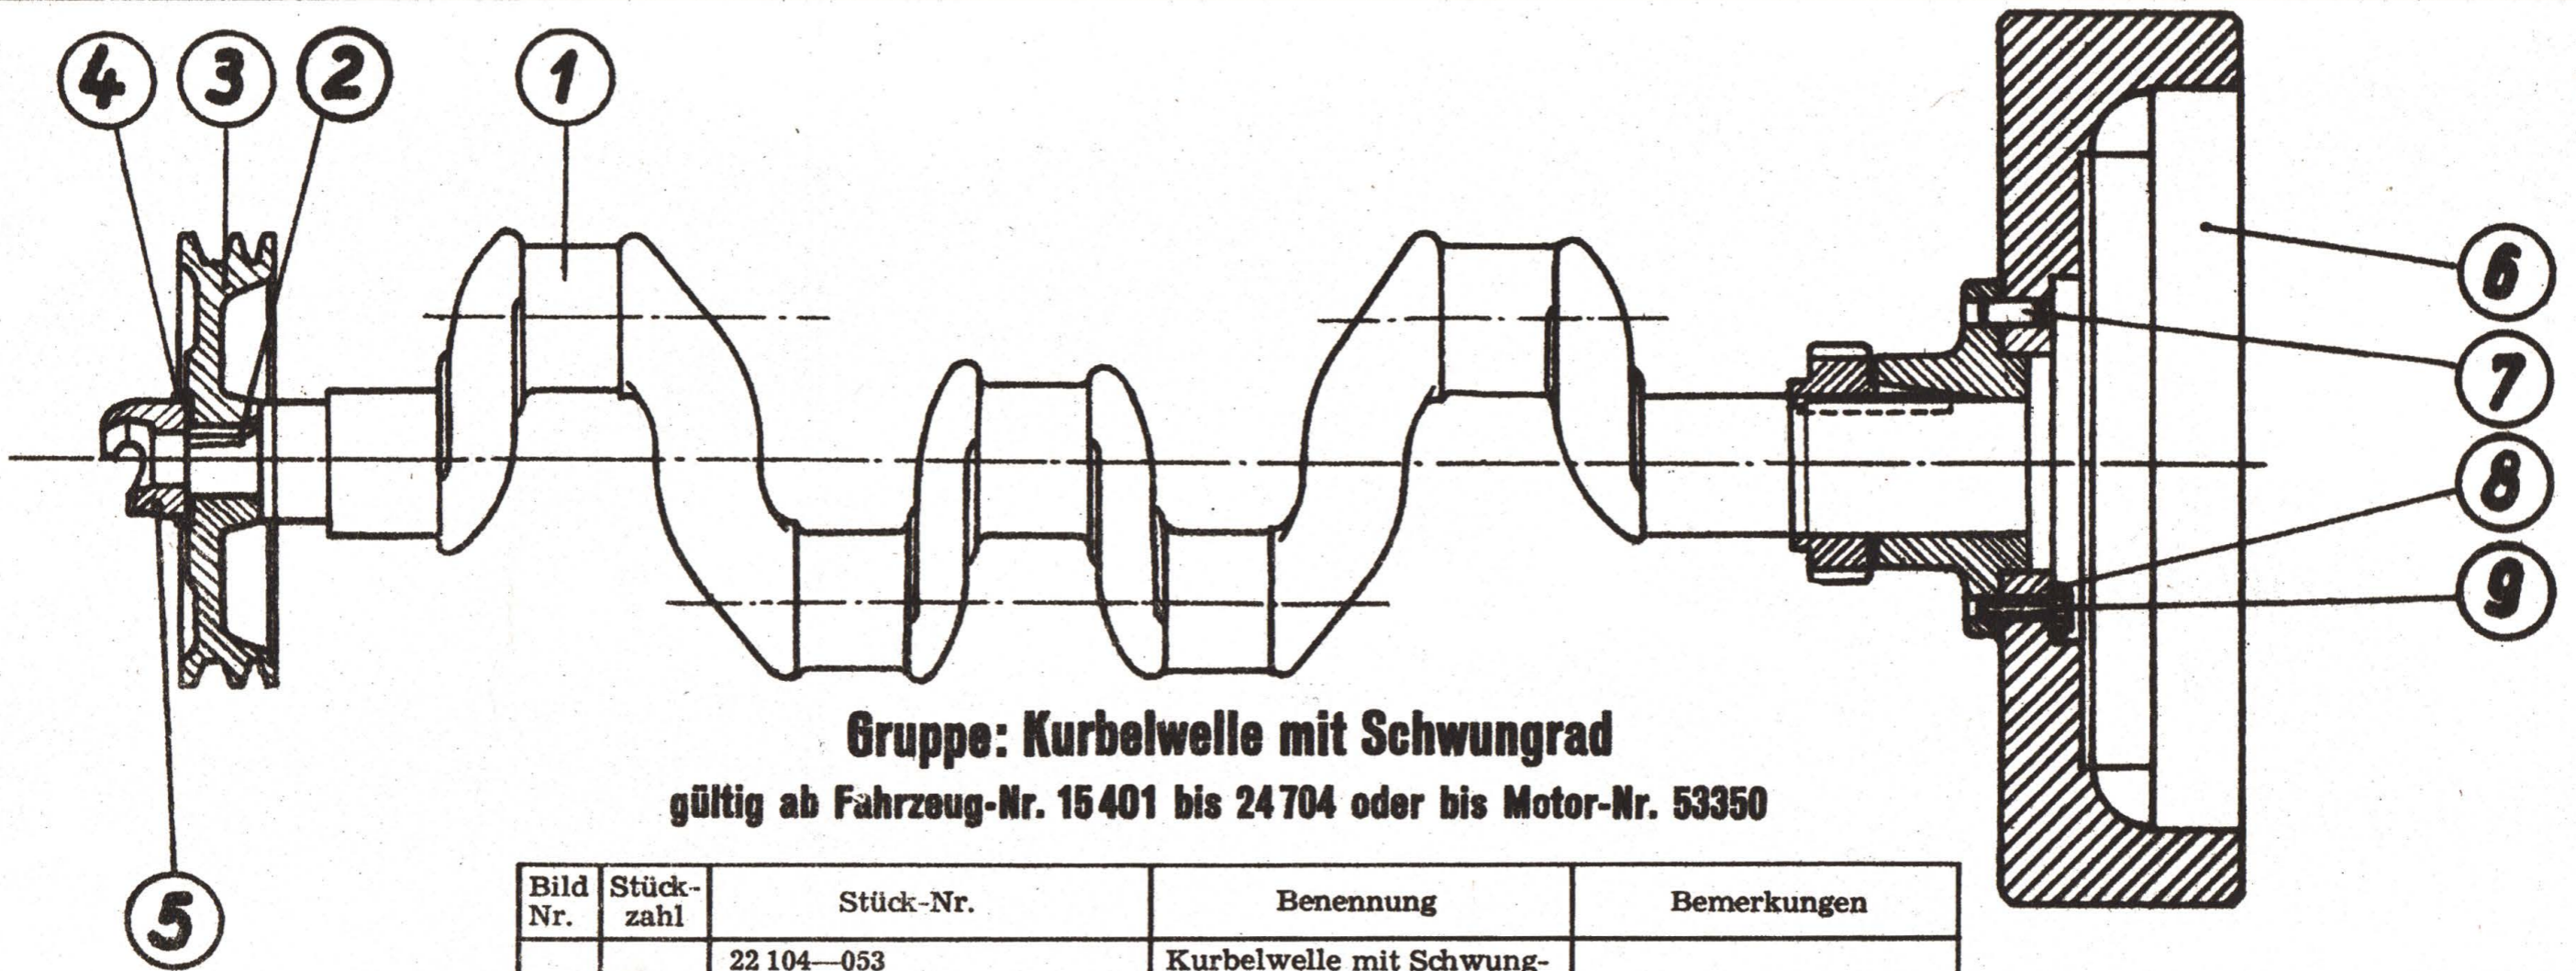 4 3 2 1
6
7
8
9
5
Gruppe: Kurbelwelle mit Schwungrad
gültig ab Fahrzeug-Nr. 15401 bis 24704 oder bis Motor-Nr. 53350
Bild Nr. Stück-zahl Stück-Nr. Benennung Bemerkungen
22 104—053 Kurbelwelle mit Schwung-